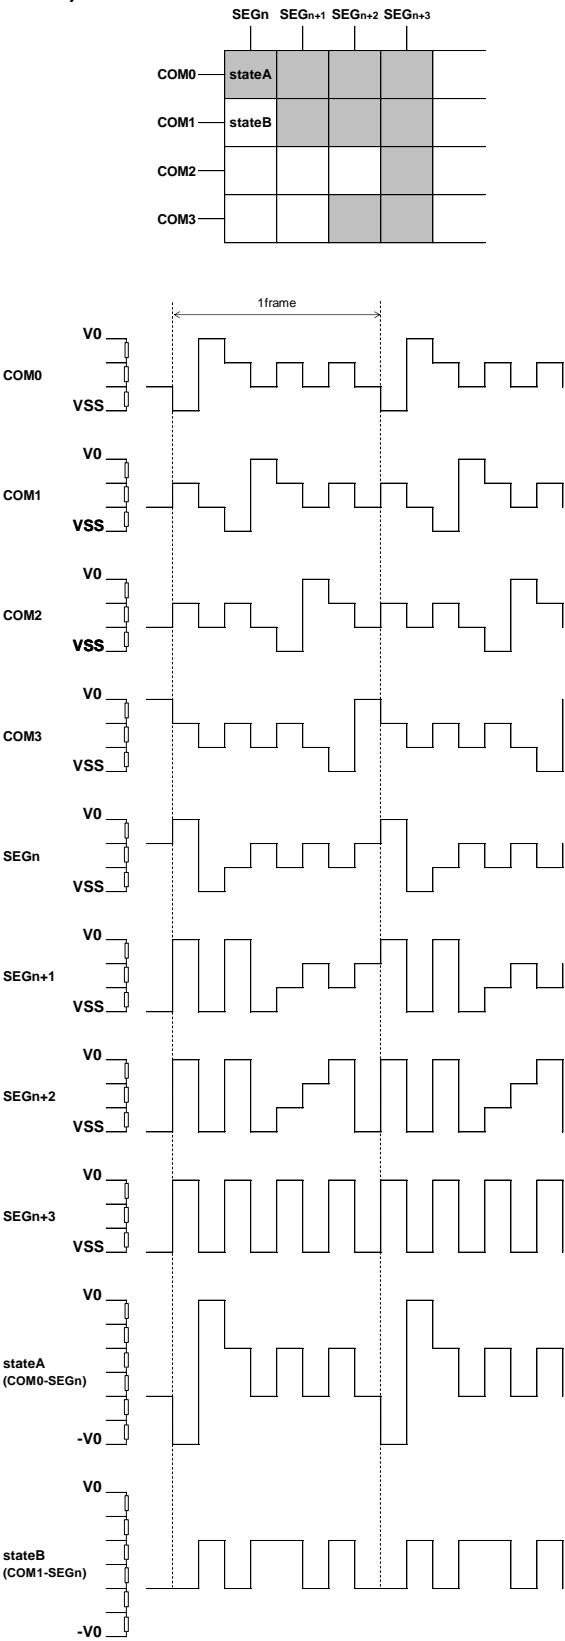 SEGn SEGn+1 SEGn+2 SEGn+3
COM0 stateA
COM1 stateB
COM2
COM3
1frame
V0
COM0
VSS
V0
COM1
VSS
V0
COM2
VSS
V0
COM3
VSS
V0
SEGn
VSS
V0
SEGn+1
VSS
V0
SEGn+2
VSS
V0
SEGn+3
VSS
V0
stateA
(COM0-SEGn)
-V0
V0
stateB
(COM1-SEGn)
-V0